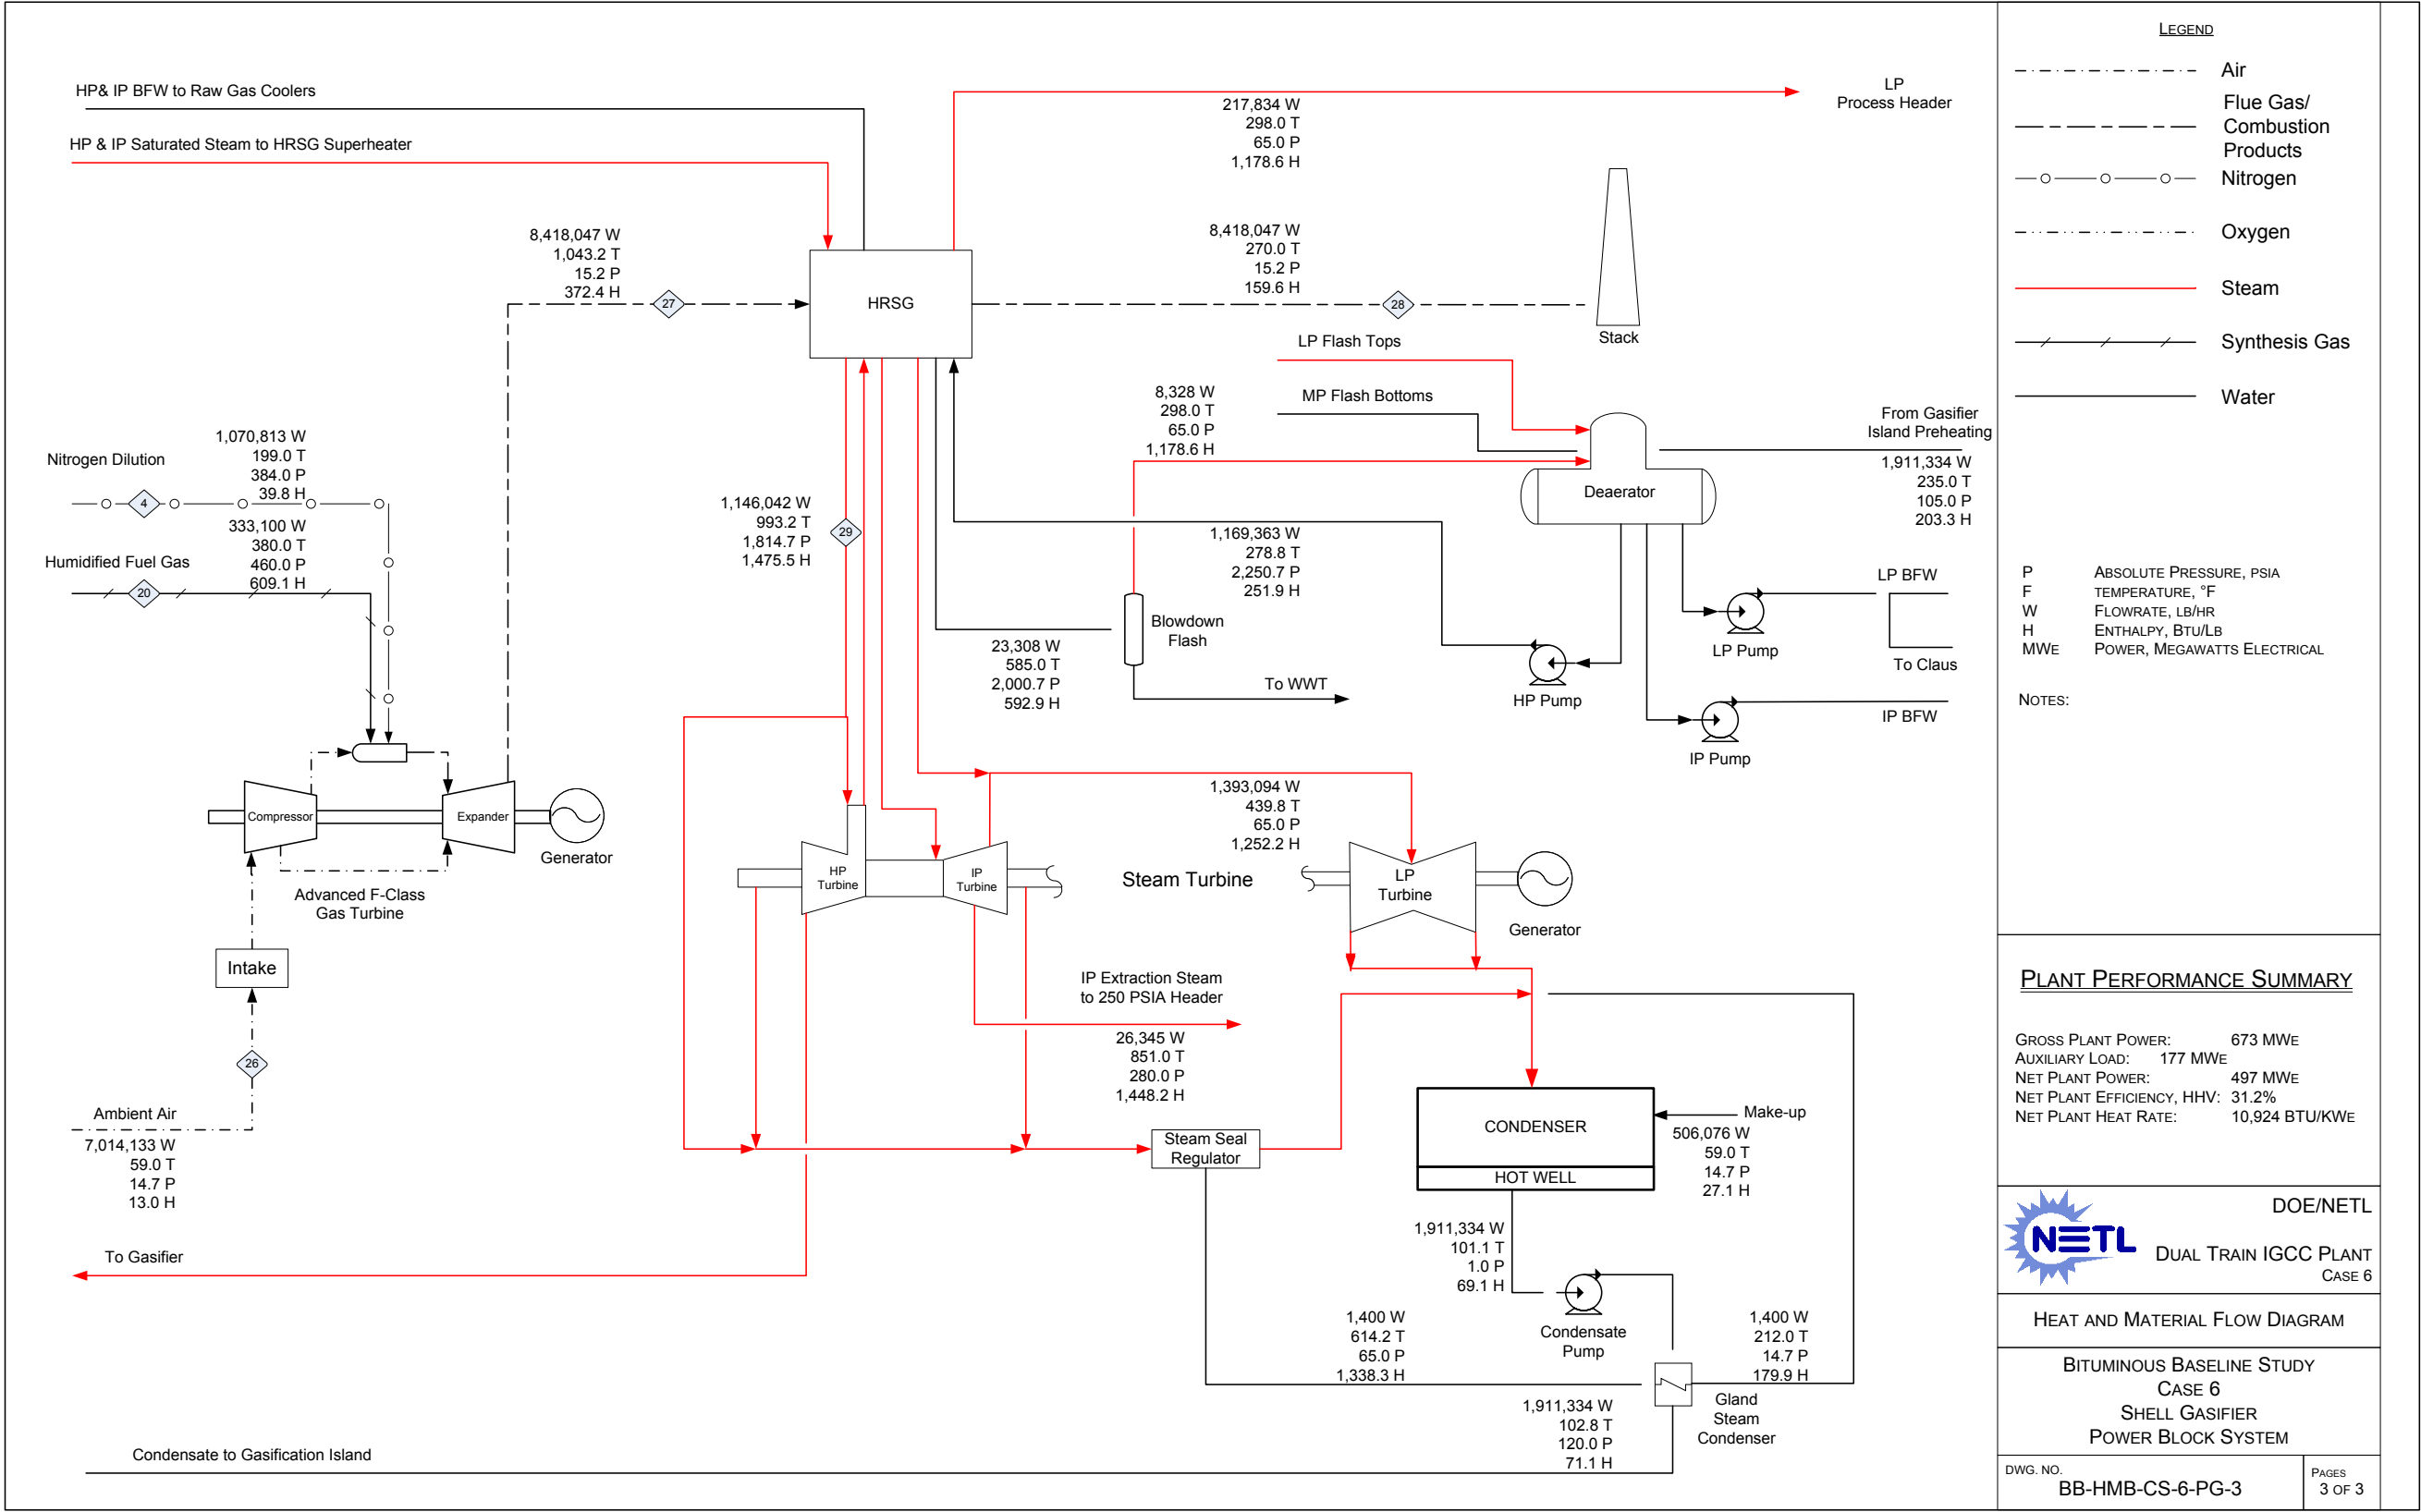 HP& IP BFW to Raw Gas Coolers
HP & IP Saturated Steam to HRSG Superheater
217,834 W
298.0 T
65.0 P
1,178.6 H
LP
Process Header
8,418,047 W
1,043.2 T
15.2 P
372.4 H
27
HRSG
8,418,047 W
270.0 T
15.2 P
159.6 H
28
Stack
LP Flash Tops
MP Flash Bottoms
8,328 W
298.0 T
65.0 P
1,178.6 H
Deaerator
From Gasifier
Island Preheating
1,911,334 W
235.0 T
105.0 P
203.3 H
Nitrogen Dilution
1,070,813 W
199.0 T
384.0 P
39.8 H
4
Humidified Fuel Gas
333,100 W
380.0 T
460.0 P
609.1 H
20
1,146,042 W
993.2 T
1,814.7 P
1,475.5 H
29
1,169,363 W
278.8 T
2,250.7 P
251.9 H
Blowdown
Flash
23,308 W
585.0 T
2,000.7 P
592.9 H
To WWT
HP Pump
LP Pump
IP Pump
LP BFW
To Claus
IP BFW
Compressor
Expander
Generator
Advanced F-Class
Gas Turbine
Intake
26
Ambient Air
7,014,133 W
59.0 T
14.7 P
13.0 H
To Gasifier
HP
Turbine
IP
Turbine
Steam Turbine
1,393,094 W
439.8 T
65.0 P
1,252.2 H
LP
Turbine
Generator
IP Extraction Steam
to 250 PSIA Header
26,345 W
851.0 T
280.0 P
1,448.2 H
Steam Seal
Regulator
CONDENSER
HOT WELL
Make-up
506,076 W
59.0 T
14.7 P
27.1 H
1,911,334 W
101.1 T
1.0 P
69.1 H
Condensate
Pump
1,400 W
614.2 T
65.0 P
1,338.3 H
1,400 W
212.0 T
14.7 P
179.9 H
Gland
Steam
Condenser
1,911,334 W
102.8 T
120.0 P
71.1 H
Condensate to Gasification Island
LEGEND
Air
Flue Gas/
Combustion
Products
Nitrogen
Oxygen
Steam
Synthesis Gas
Water
P ABSOLUTE PRESSURE, PSIA
F TEMPERATURE, °F
W FLOWRATE, LB/HR
H ENTHALPY, BTU/LB
MWE POWER, MEGAWATTS ELECTRICAL
NOTES:
PLANT PERFORMANCE SUMMARY
GROSS PLANT POWER: 673 MWE
AUXILIARY LOAD: 177 MWE
NET PLANT POWER: 497 MWE
NET PLANT EFFICIENCY, HHV: 31.2%
NET PLANT HEAT RATE: 10,924 BTU/KWE
NETL
DOE/NETL
DUAL TRAIN IGCC PLANT
CASE 6
HEAT AND MATERIAL FLOW DIAGRAM
BITUMINOUS BASELINE STUDY
CASE 6
SHELL GASIFIER
POWER BLOCK SYSTEM
DWG. NO.
BB-HMB-CS-6-PG-3
PAGES
3 OF 3